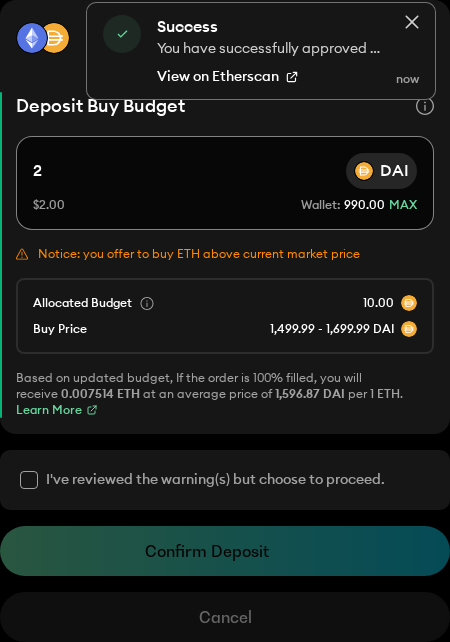 Success
You have successfully approved ...
View on Etherscan
now
Deposit Buy Budget
2
DAI
$2.00
Wallet: 990.00 MAX
Notice: you offer to buy ETH above current market price
Allocated Budget
10.00
Buy Price
1,499.99 - 1,699.99 DAI
Based on updated budget, If the order is 100% filled, you will
receive 0.007514 ETH at an average price of 1,596.87 DAI per 1 ETH.
Learn More
I've reviewed the warning(s) but choose to proceed.
Confirm Deposit
Cancel